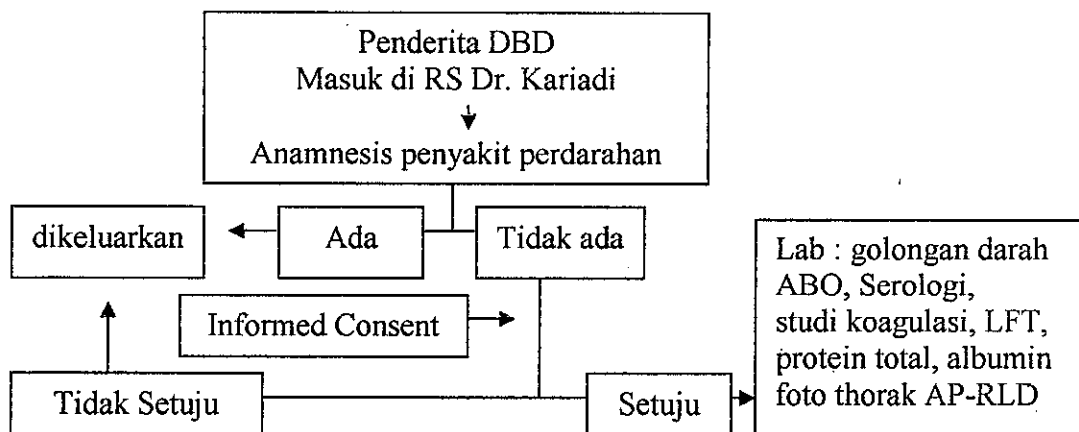 Penderita DBD
Masuk di RS Dr. Kariadi
Anamnesis penyakit perdarahan
dikeluarkan
Ada
Tidak ada
Informed Consent
Tidak Setuju
Setuju
Lab : golongan darah
ABO, Serologi,
studi koagulasi, LFT,
protein total, albumin
foto thorak AP-RLD